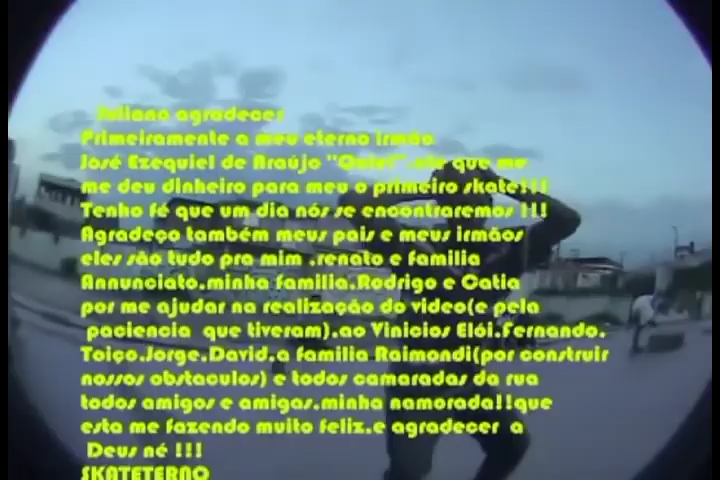 Juliano agradecer
Primeiramente a meu eterno irmão
José Ezequiel de Araújo "Quiel".ele que me
me deu dinheiro para meu o primeiro skate!!!
Tenho fé que um dia nós se encontraremos !!!
Agradeço também meus pais e meus irmãos
eles são tudo pra mim .renato e familia
Annunciato.minha familia.Rodrigo e Catia
por me ajudar na realização do video(e pela
paciencia que tiveram).ao Vinicios Elói.Fernando.
Toiço.Jorge.David.a familia Raimondi(por construir
nossos obstaculos) e todos camaradas da rua
todos amigos e amigas.minha namorada!!que
esta me fazendo muito feliz.e agradecer a
Deus né !!!
SKATETERNO